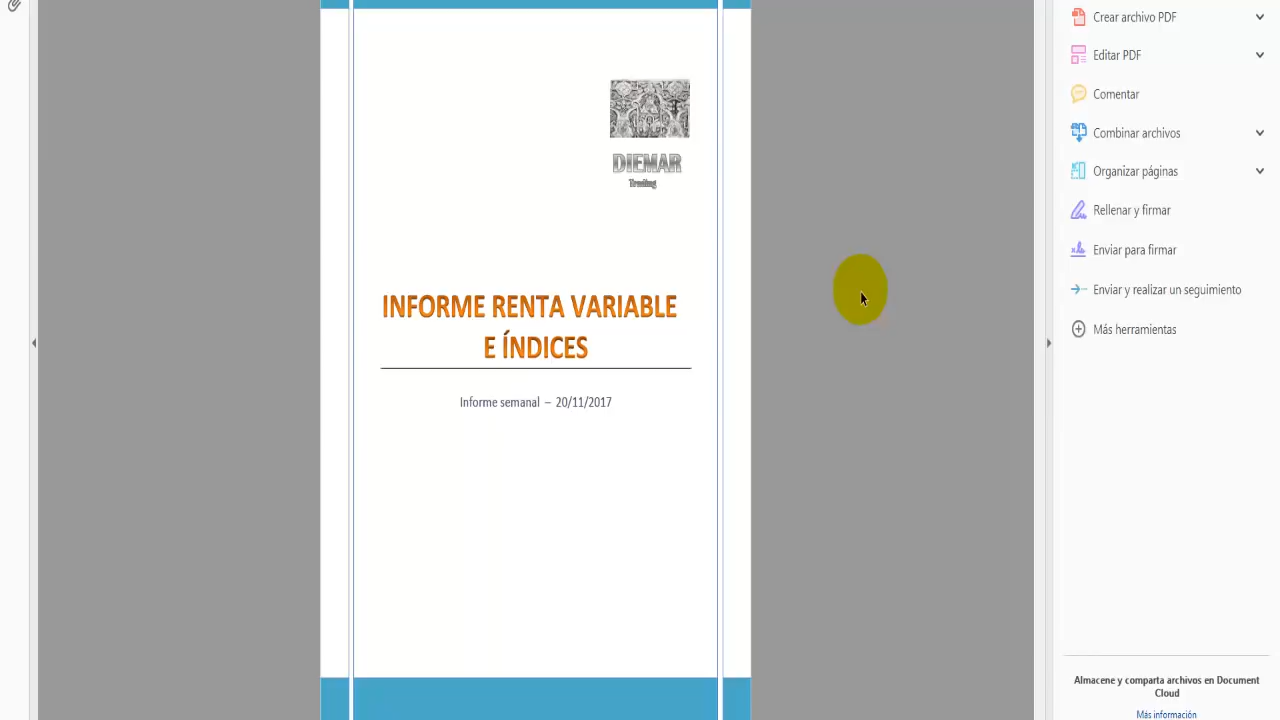 DIEMAR
Trading
INFORME RENTA VARIABLE
E ÍNDICES
Informe semanal – 20/11/2017
Crear archivo PDF
Editar PDF
Comentar
Combinar archivos
Organizar páginas
Rellenar y firmar
Enviar para firmar
Enviar y realizar un seguimiento
Más herramientas
Almacene y comparta archivos en Document
Cloud
Más información